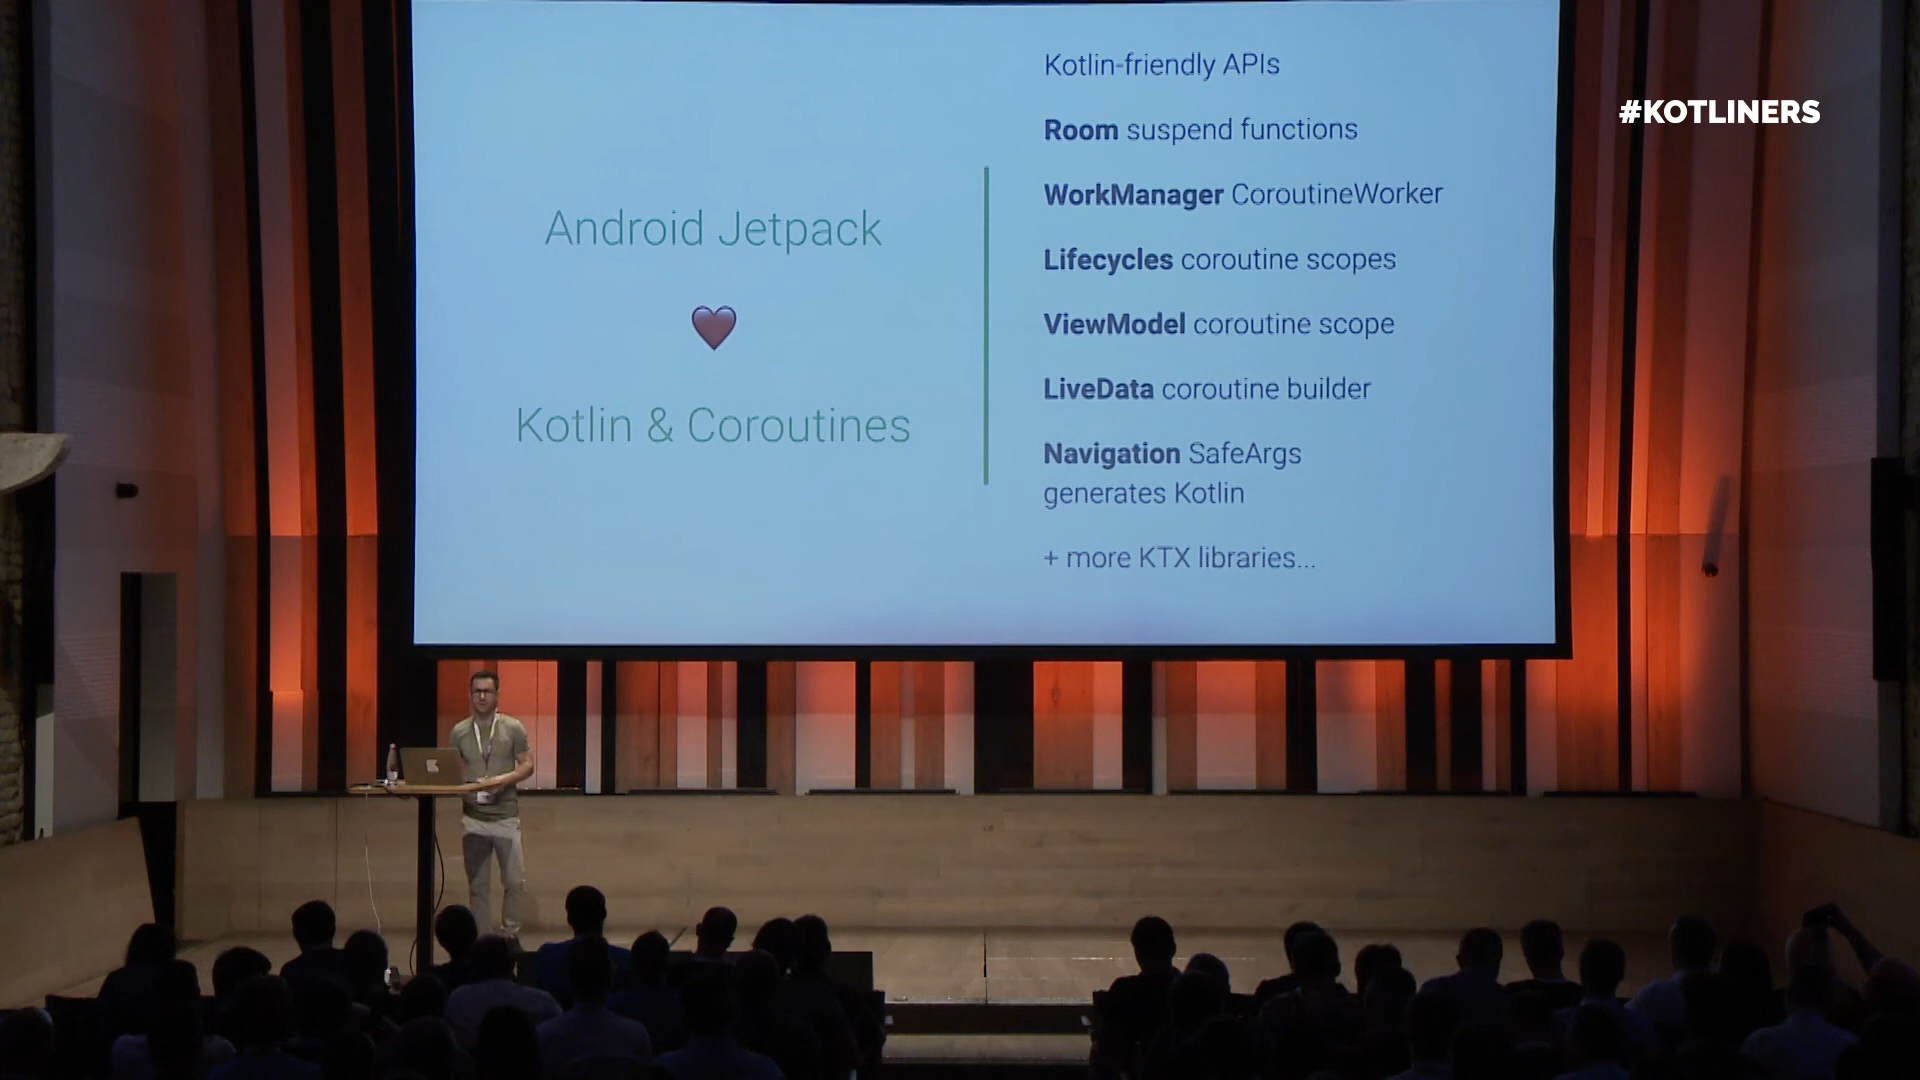 Android Jetpack
Kotlin & Coroutines
Kotlin-friendly APIs
Room suspend functions
WorkManager CoroutineWorker
Lifecycles coroutine scopes
ViewModel coroutine scope
LiveData coroutine builder
Navigation SafeArgs
generates Kotlin
+ more KTX libraries...
#KOTLINERS